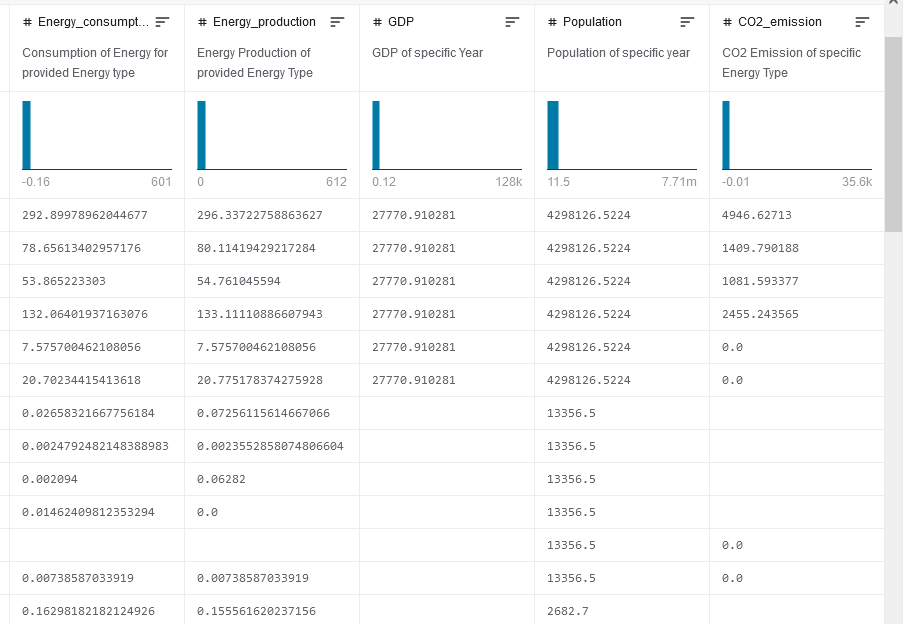 # Energy_consumpt... # Energy_production # GDP # Population # CO2_emission
Consumption of Energy for Energy Production of GDP of specific Year Population of specific year CO2 Emission of specific
provided Energy type provided Energy Type Energy Type
-0.16 601 0 612 0.12 128k 11.5 7.71m -0.01 35.6k
292.89978962044677 296.33722758863627 27770.910281 4298126.5224 4946.62713
78.65613402957176 80.11419429217284 27770.910281 4298126.5224 1409.790188
53.865223303 54.761045594 27770.910281 4298126.5224 1081.593377
132.06401937163076 133.11110886607943 27770.910281 4298126.5224 2455.243565
7.575700462108056 7.575700462108056 27770.910281 4298126.5224 0.0
20.70234415413618 20.775178374275928 27770.910281 4298126.5224 0.0
0.02658321667756184 0.07256115614667066 13356.5
0.0024792482148388983 0.0023552858074806604 13356.5
0.002094 0.06282 13356.5
0.01462409812353294 0.0 13356.5
13356.5 0.0
0.00738587033919 0.00738587033919 13356.5 0.0
0.16298182182124926 0.155561620237156 2682.7